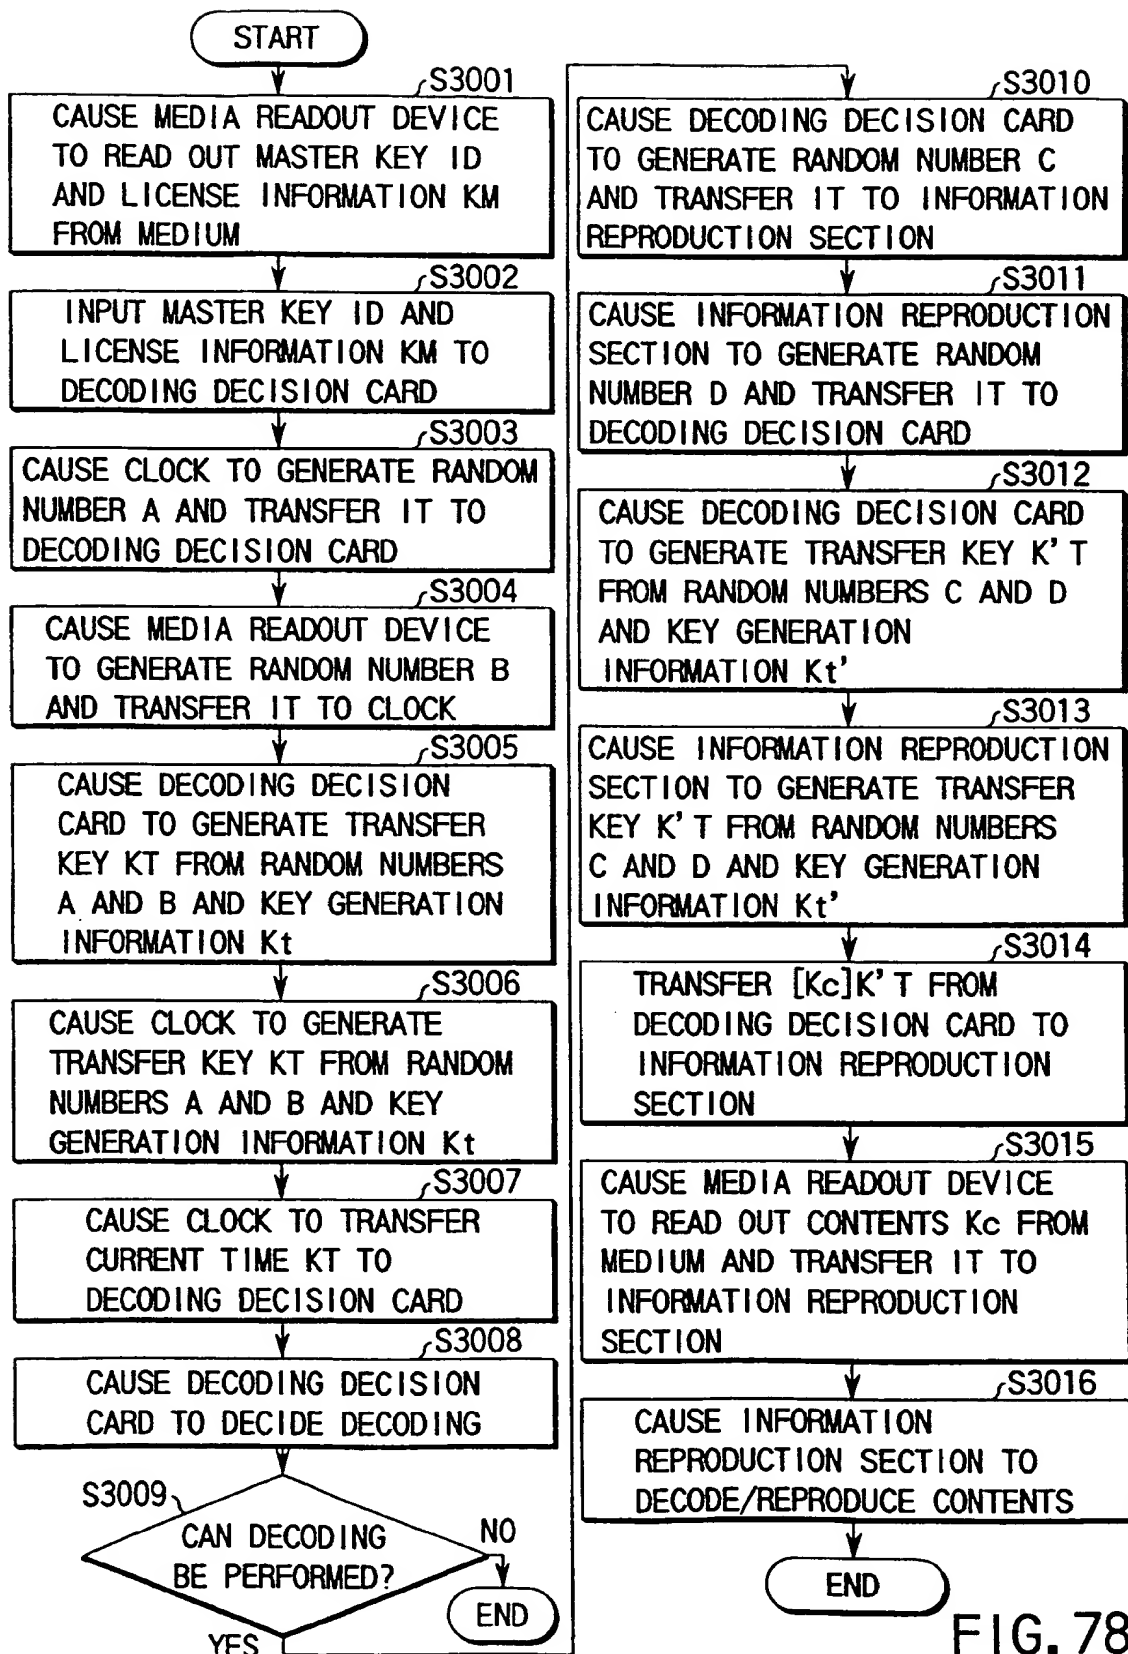 START
S3001
CAUSE MEDIA READOUT DEVICE
TO READ OUT MASTER KEY ID
AND LICENSE INFORMATION KM
FROM MEDIUM
S3002
INPUT MASTER KEY ID AND
LICENSE INFORMATION KM TO
DECODING DECISION CARD
S3003
CAUSE CLOCK TO GENERATE RANDOM
NUMBER A AND TRANSFER IT TO
DECODING DECISION CARD
S3004
CAUSE MEDIA READOUT DEVICE
TO GENERATE RANDOM NUMBER B
AND TRANSFER IT TO CLOCK
S3005
CAUSE DECODING DECISION
CARD TO GENERATE TRANSFER
KEY KT FROM RANDOM NUMBERS
A AND B AND KEY GENERATION
INFORMATION Kt
S3006
CAUSE CLOCK TO GENERATE
TRANSFER KEY KT FROM RANDOM
NUMBERS A AND B AND KEY
GENERATION INFORMATION Kt
S3007
CAUSE CLOCK TO TRANSFER
CURRENT TIME KT TO
DECODING DECISION CARD
S3008
CAUSE DECODING DECISION
CARD TO DECIDE DECODING
S3009
CAN DECODING
BE PERFORMED?
NO
END
YES
S3010
CAUSE DECODING DECISION CARD
TO GENERATE RANDOM NUMBER C
AND TRANSFER IT TO INFORMATION
REPRODUCTION SECTION
S3011
CAUSE INFORMATION REPRODUCTION
SECTION TO GENERATE RANDOM
NUMBER D AND TRANSFER IT TO
DECODING DECISION CARD
S3012
CAUSE DECODING DECISION CARD
TO GENERATE TRANSFER KEY K'T
FROM RANDOM NUMBERS C AND D
AND KEY GENERATION
INFORMATION Kt'
S3013
CAUSE INFORMATION REPRODUCTION
SECTION TO GENERATE TRANSFER
KEY K'T FROM RANDOM NUMBERS
C AND D AND KEY GENERATION
INFORMATION Kt'
S3014
TRANSFER [Kc]K'T FROM
DECODING DECISION CARD TO
INFORMATION REPRODUCTION
SECTION
S3015
CAUSE MEDIA READOUT DEVICE
TO READ OUT CONTENTS Kc FROM
MEDIUM AND TRANSFER IT TO
INFORMATION REPRODUCTION
SECTION
S3016
CAUSE INFORMATION
REPRODUCTION SECTION TO
DECODE/REPRODUCE CONTENTS
END
FIG. 78